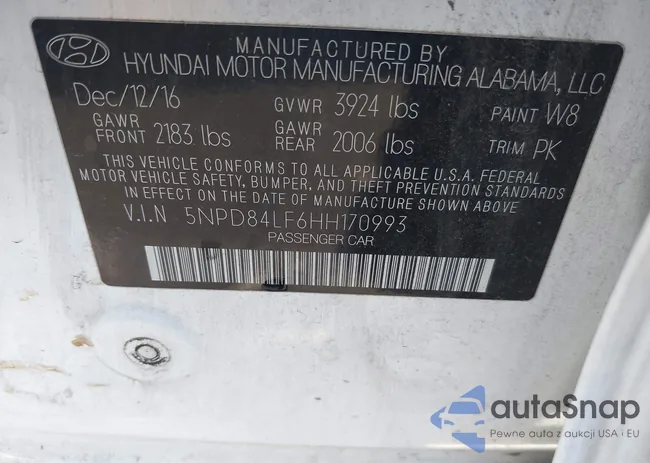 MANUFACTURED BY
HYUNDAI MOTOR MANUFACTURING ALABAMA, LLC
Dec/12/16 GVWR 3924 lbs PAINT W8
GAWR FRONT 2183 lbs GAWR REAR 2006 lbs TRIM PK
THIS VEHICLE CONFORMS TO ALL APPLICABLE U.S.A. FEDERAL
MOTOR VEHICLE SAFETY, BUMPER, AND THEFT PREVENTION STANDARDS
IN EFFECT ON THE DATE OF MANUFACTURE SHOWN ABOVE.
V.I.N 5NPD84LF6HH170993
PASSENGER CAR
autaSnap
Pewne auta z aukcji USA i EU